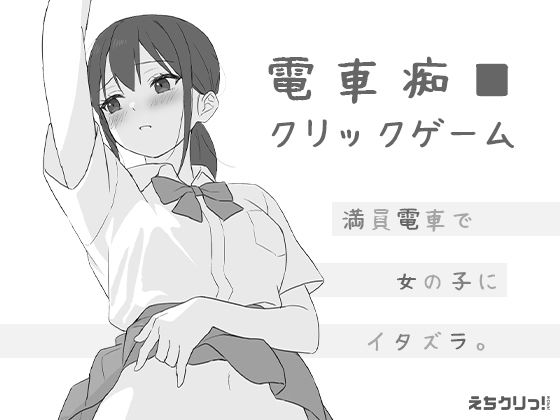 電車痴■
クリックゲーム
満員電車で
女の子に
イタズラ。
えちクリっ!